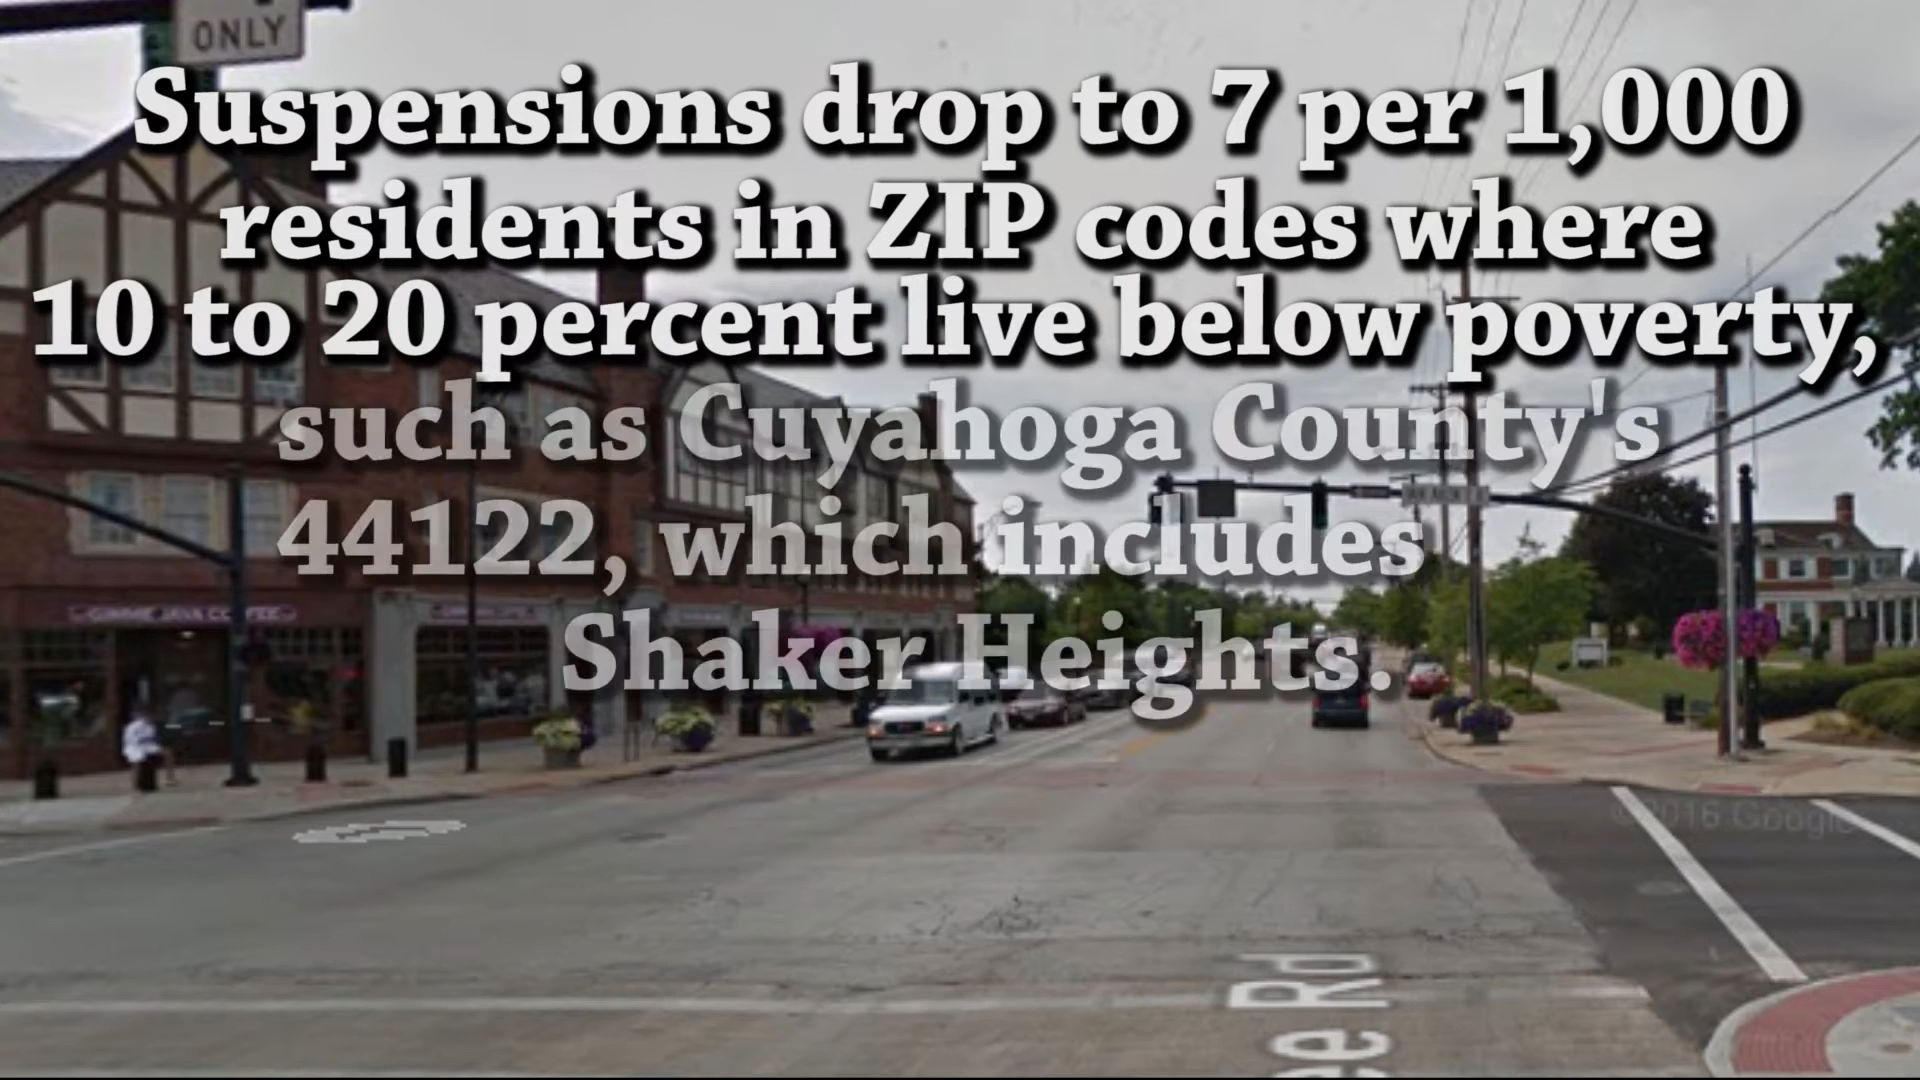 ONLY
Suspensions drop to 7 per 1,000
residents in ZIP codes where
10 to 20 percent live below poverty,
such as Cuyahoga County's
44122, which includes
Shaker Heights.
©2016 Google
ee Rd